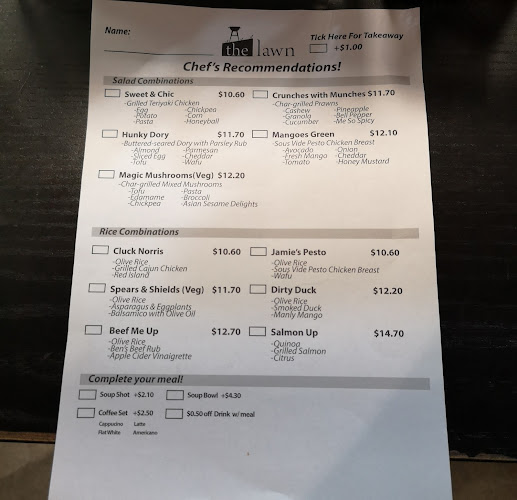 Name:
the lawn
Tick Here For Takeaway
+$1.00
Chef's Recommendations!
Salad Combinations
Sweet & Chic $10.60
-Grilled Teriyaki Chicken
-Egg -Chickpea
-Potato -Corn
-Pasta -Honeyball
Crunches with Munches $11.70
-Char-grilled Prawns
-Cashew -Pineapple
-Granola -Bell Pepper
-Cucumber -Me So Spicy
Hunky Dory $11.70
-Buttered-seared Dory with Parsley Rub
-Almond -Parmesan
-Sliced Egg -Cheddar
-Tofu -Wafu
Mangoes Green $12.10
-Sous Vide Pesto Chicken Breast
-Avocado -Onion
-Fresh Mango -Cheddar
-Tomato -Honey Mustard
Magic Mushrooms(Veg) $12.20
-Char-grilled Mixed Mushrooms
-Tofu -Pasta
-Edamame -Broccoli
-Chickpea -Asian Sesame Delights
Rice Combinations
Cluck Norris $10.60
-Olive Rice
-Grilled Cajun Chicken
-Red Island
Jamie's Pesto $10.60
-Olive Rice
-Sous Vide Pesto Chicken Breast
-Wafu
Spears & Shields (Veg) $11.70
-Olive Rice
-Asparagus & Eggplants
-Balsamico with Olive Oil
Dirty Duck $12.20
-Olive Rice
-Smoked Duck
-Manly Mango
Beef Me Up $12.70
-Olive Rice
-Ben's Beef Rub
-Apple Cider Vinaigrette
Salmon Up $14.70
-Quinoa
-Grilled Salmon
-Citrus
Complete your meal!
Soup Shot +$2.10
Soup Bowl +$4.30
Coffee Set +$2.50
Cappucino Latte
Flat White Americano
$0.50 off Drink w/ meal